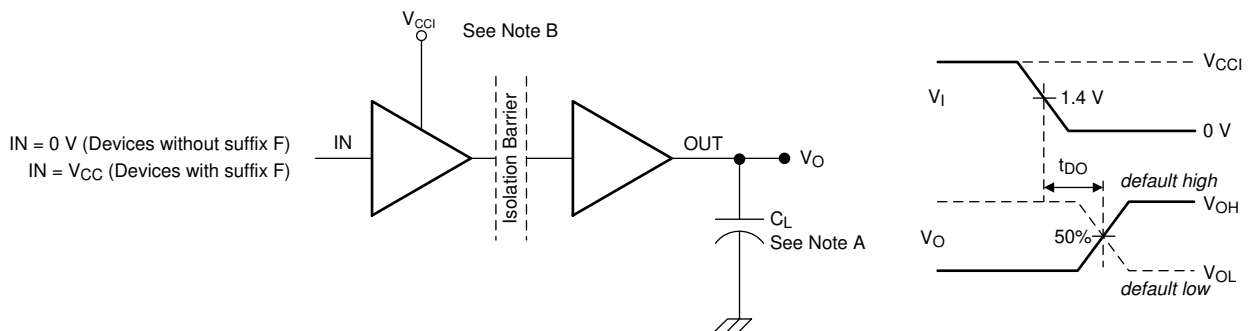 V_CCI
See Note B
IN = 0 V (Devices without suffix F)
IN = V_CC (Devices with suffix F)
IN
Isolation Barrier
OUT
V_O
C_L
See Note A
V_CCI
V_I
1.4 V
0 V
t_DO
default high
V_OH
V_O
50%
V_OL
default low